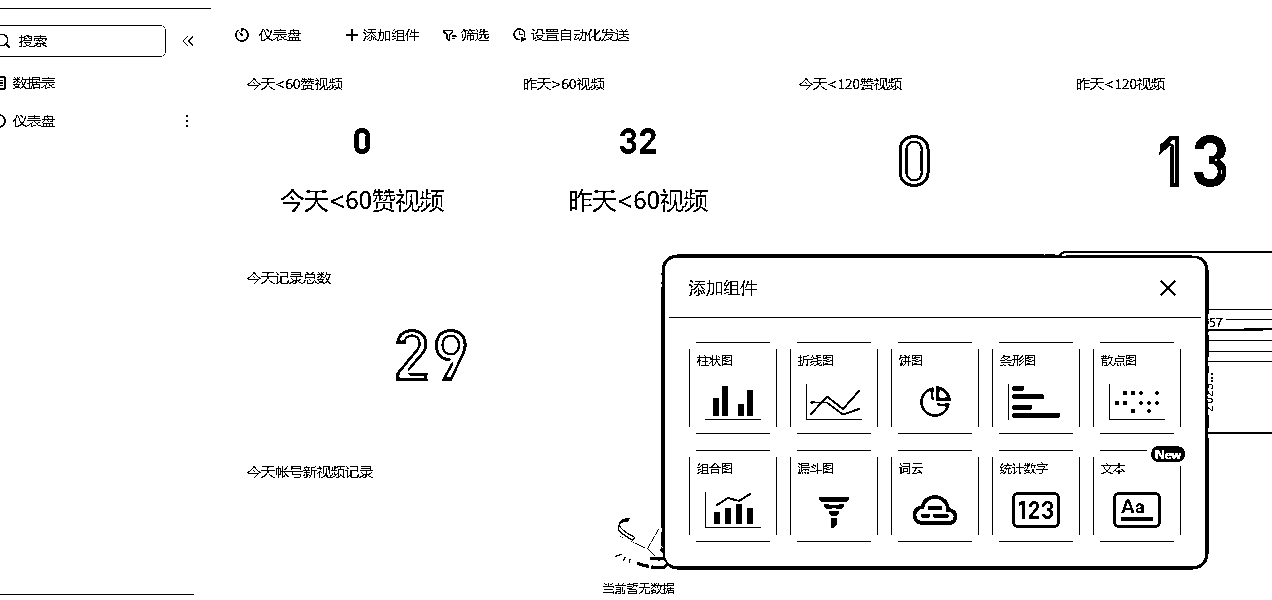 搜索
数据表
仪表盘
仪表盘 添加组件 筛选 设置自动化发送
今天<60赞视频 昨天>60视频 今天<120赞视频 昨天<120视频
0 32 0 13
今天<60赞视频 昨天<60视频
今天记录总数
29
今天帐号新视频记录
当前暂无数据
添加组件
柱状图 折线图 饼图 条形图 散点图
组合图 漏斗图 词云 统计数字 文本
New
123 Aa
57